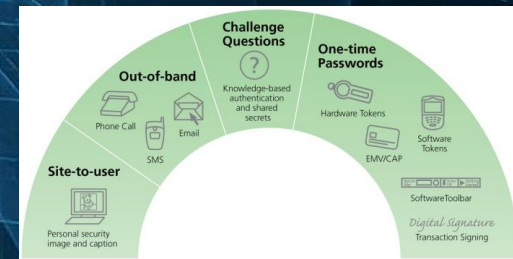 Site-to-user
Personal security
image and caption
Out-of-band
Phone Call
SMS
Email
Challenge
Questions
?
Knowledge-based
authentication
and shared
secrets
One-time
Passwords
Hardware Tokens
EMV/CAP
Software
Tokens
SoftwareToolbar
Digital Signature
Transaction Signing